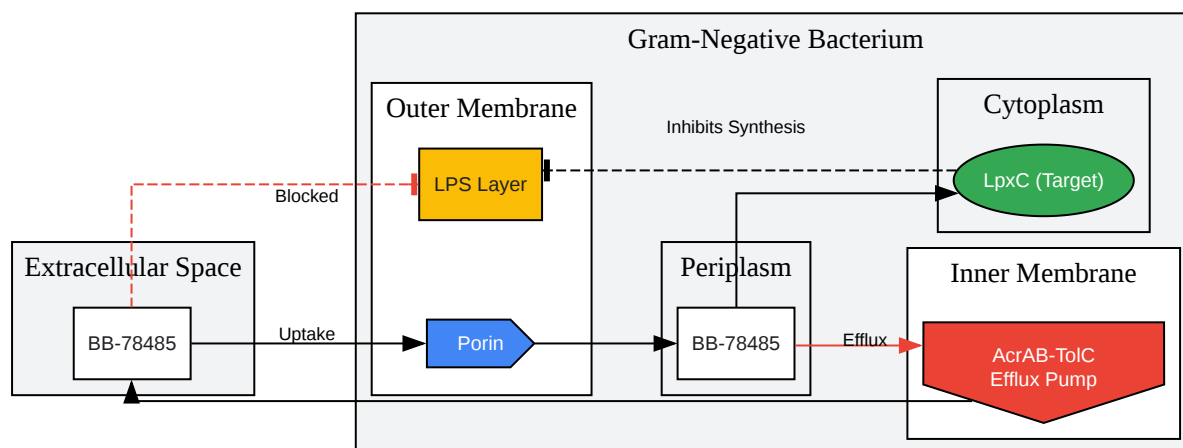 Gram-Negative Bacterium
Outer Membrane
Cytoplasm
Inhibits Synthesis
LPS Layer
LpxC (Target)
Blocked
Extracellular Space
Periplasm
Inner Membrane
BB-78485
Uptake
Porin
BB-78485
Efflux
AcrAB-TolC
Efflux Pump